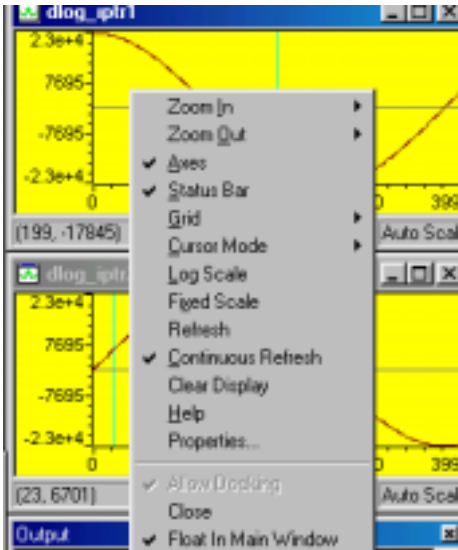 dlog_iptr1
2.3e+4
7695
-7695
-2.3e+4
0
399
(199, -17845)
Auto Scal
Zoom In
Zoom Out
Axes
Status Bar
Grid
Cursor Mode
Log Scale
Fixed Scale
Refresh
Continuous Refresh
Clear Display
Help
Properties...
Allow Docking
Close
Float In Main Window
dlog_iptr
2.3e+4
7695
-7695
-2.3e+4
0
399
(23, 6701)
Auto Scal
Output